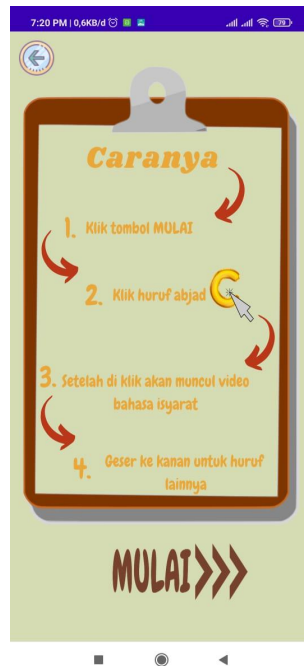 7:20 PM | 0,6KB/d
79
Caranya
1. Klik tombol MULAI
2. Klik huruf abjad C
3. Setelah di klik akan muncul video
bahasa isyarat
4. Geser ke kanan untuk huruf
lainnya
MULAI>>>